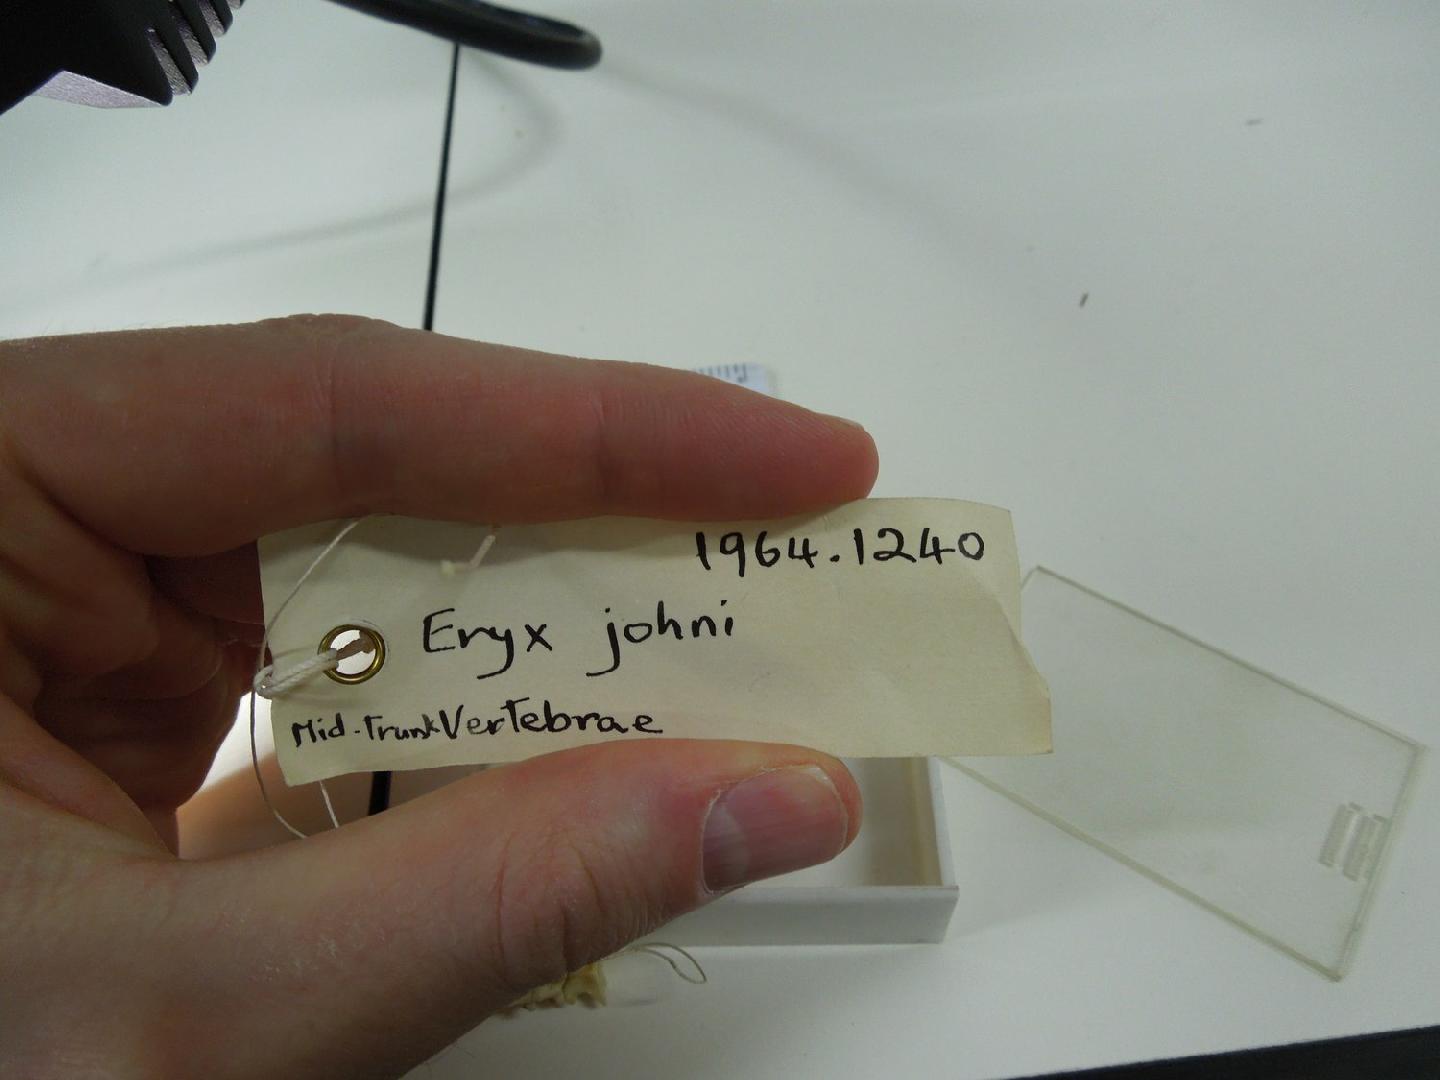 1964.1240
Eryx johni
Mid-Trunk Vertebrae